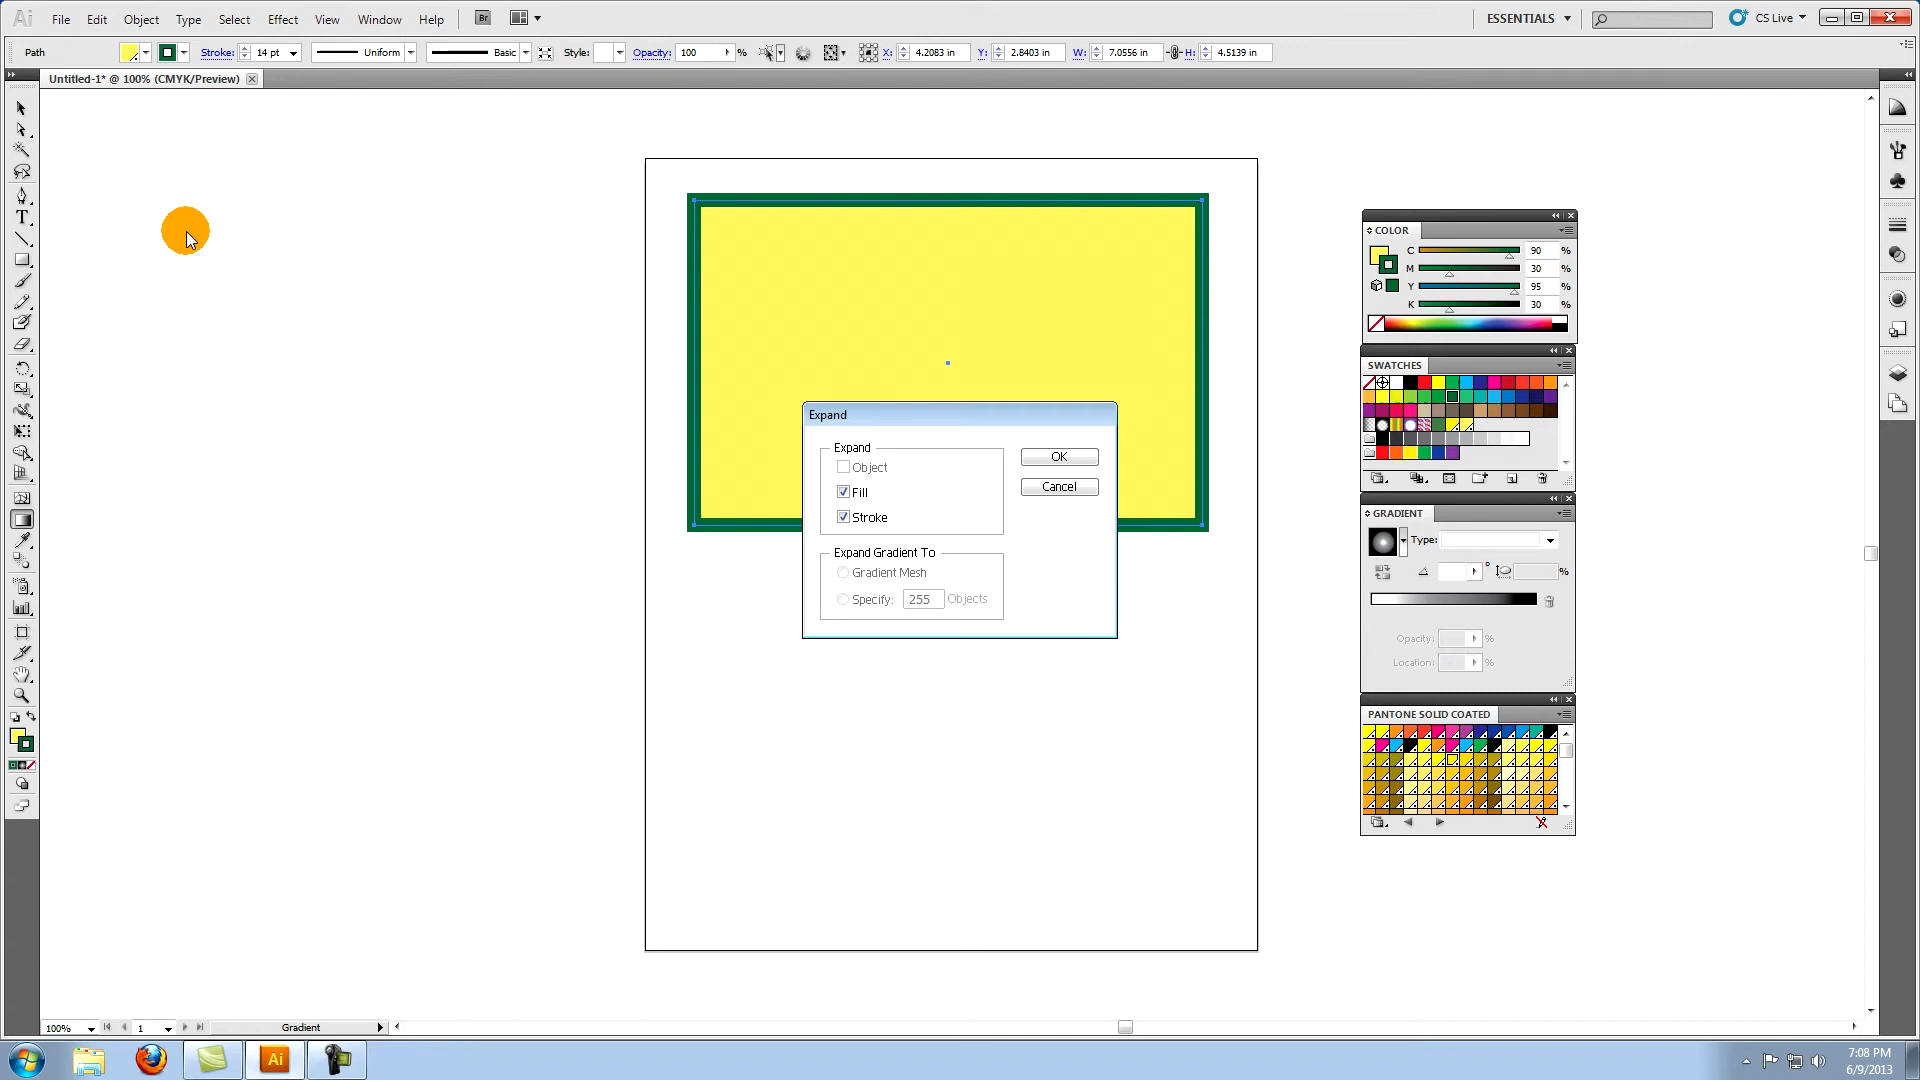 Ai File Edit Object Type Select Effect View Window Help Br ESSENTIALS CS Live
Path Stroke: 14 pt Uniform Basic Style: Opacity: 100 % X: 4.2083 in Y: 2.8403 in W: 7.0556 in H: 4.5139 in
Untitled-1* @ 100% (CMYK/Preview)
COLOR
C 90 %
M 30 %
Y 95 %
K 30 %
SWATCHES
Expand
Expand
Object
Fill
Stroke
OK
Cancel
Expand Gradient To
Gradient Mesh
Specify: 255 Objects
GRADIENT
Type:
° %
Opacity: %
Location: %
PANTONE SOLID COATED
T
100% 1 Gradient
Ai
7:08 PM
6/9/2013